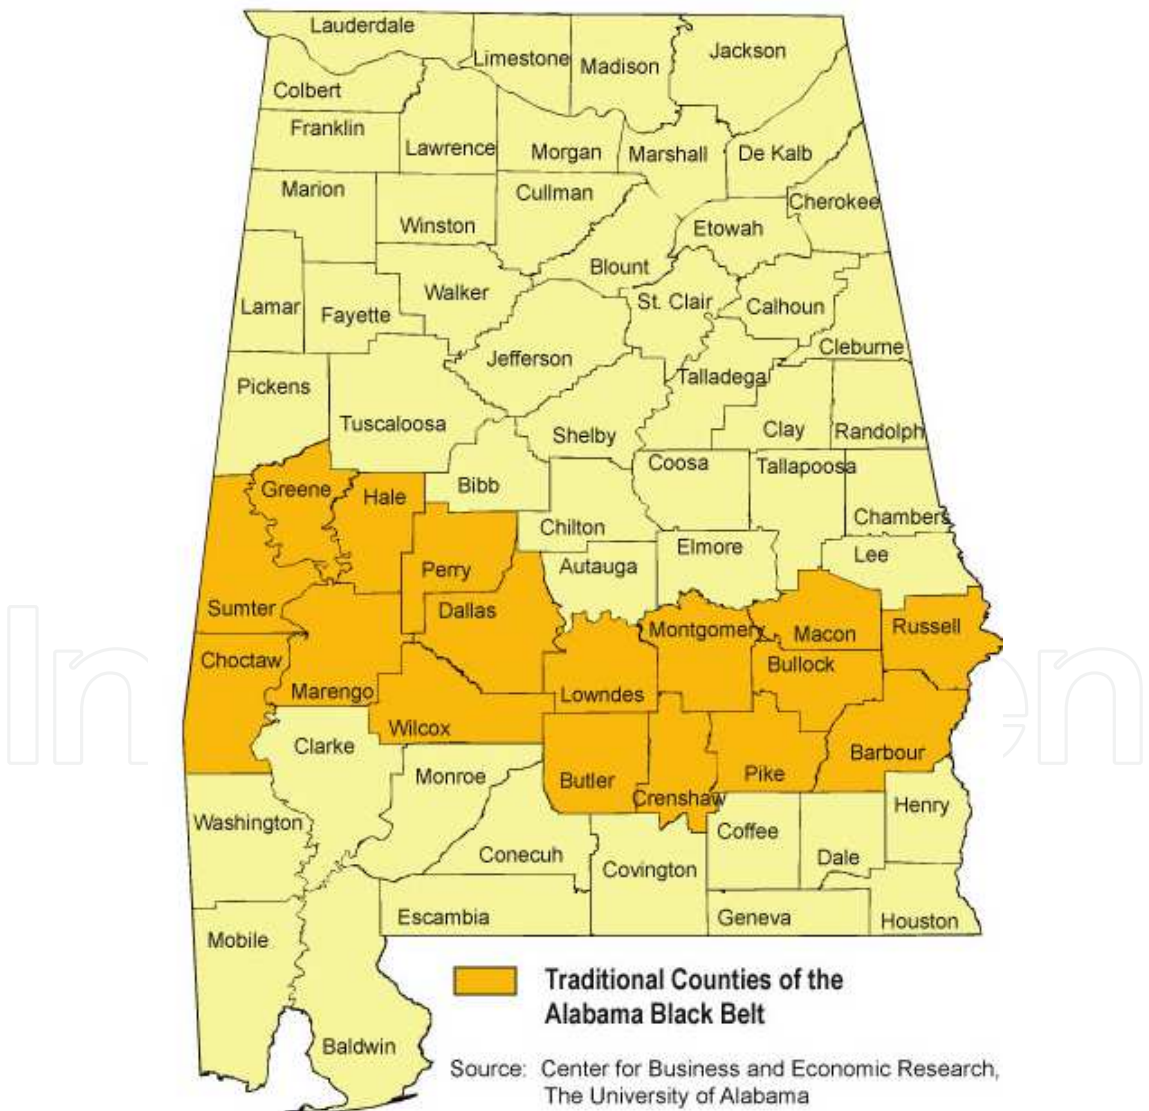 Lauderdale
Limestone
Madison
Jackson
Colbert
Franklin
Lawrence
Morgan
Marshall
De Kalb
Marion
Winston
Cullman
Cherokee
Etowah
Blount
Lamar
Fayette
Walker
St. Clair
Calhoun
Jefferson
Cleburne
Talladega
Pickens
Tuscaloosa
Shelby
Clay
Randolph
Bibb
Coosa
Tallapoosa
Greene
Hale
Chilton
Chambers
Perry
Autauga
Elmore
Lee
Sumter
Dallas
Montgomery
Macon
Russell
Choctaw
Marengo
Lowndes
Bullock
Wilcox
Clarke
Monroe
Butler
Crenshaw
Pike
Barbour
Washington
Conecuh
Covington
Coffee
Dale
Henry
Mobile
Escambia
Geneva
Houston
Baldwin
Traditional Counties of the
Alabama Black Belt
Source: Center for Business and Economic Research,
The University of Alabama